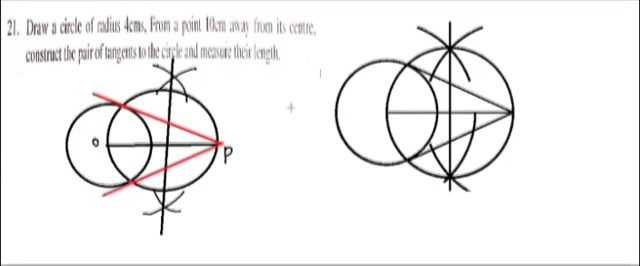 21. Draw a circle of radius 4cms, From a point 10cm away from its centre,
construct the pair of tangents to the circle and measure their length.
O
P